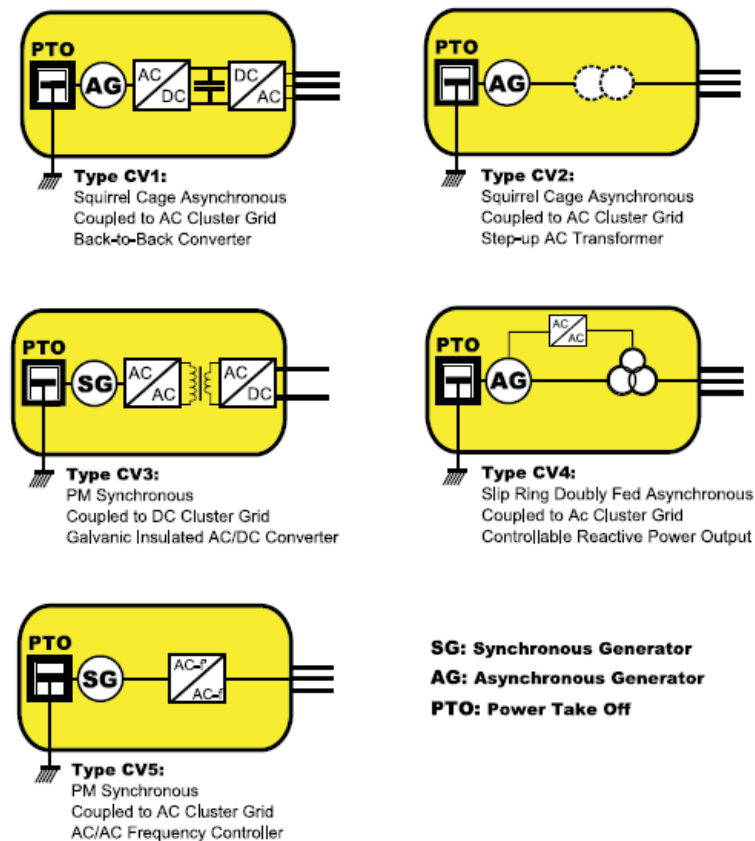 PTO
AG
AC
DC
DC
AC
Type CV1:
Squirrel Cage Asynchronous
Coupled to AC Cluster Grid
Back-to-Back Converter
PTO
AG
Type CV2:
Squirrel Cage Asynchronous
Coupled to AC Cluster Grid
Step-up AC Transformer
PTO
SG
AC
AC
AC
DC
Type CV3:
PM Synchronous
Coupled to DC Cluster Grid
Galvanic Insulated AC/DC Converter
PTO
AG
AC
AC
Type CV4:
Slip Ring Doubly Fed Asynchronous
Coupled to Ac Cluster Grid
Controllable Reactive Power Output
PTO
SG
AC-f'
AC-f
Type CV5:
PM Synchronous
Coupled to AC Cluster Grid
AC/AC Frequency Controller
SG: Synchronous Generator
AG: Asynchronous Generator
PTO: Power Take Off